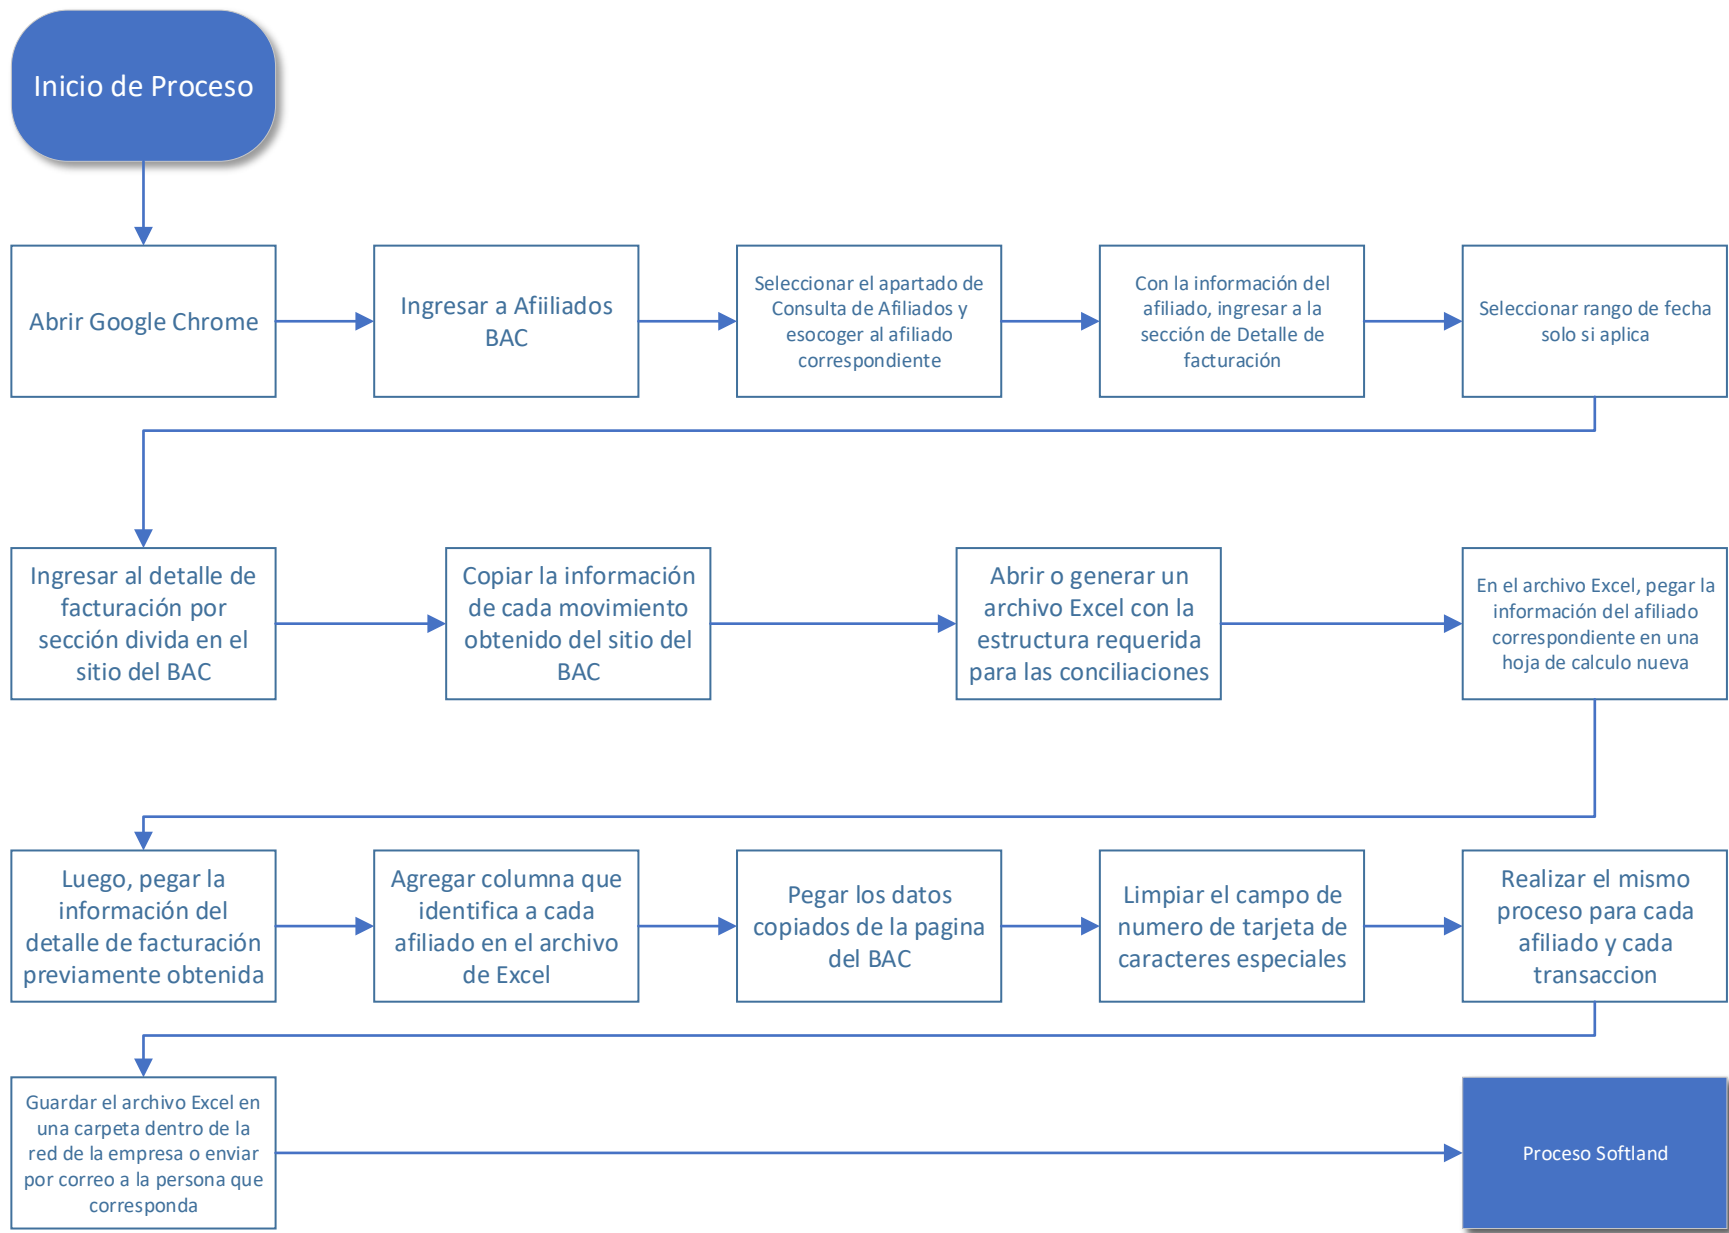 Inicio de Proceso
Abrir Google Chrome
Ingresar a Afiiliados
BAC
Seleccionar el apartado de
Consulta de Afiliados y
esocoger al afiliado
correspondiente
Con la información del
afiliado, ingresar a la
sección de Detalle de
facturación
Seleccionar rango de fecha
solo si aplica
Ingresar al detalle de
facturación por
sección divida en el
sitio del BAC
Copiar la información
de cada movimiento
obtenido del sitio del
BAC
Abrir o generar un
archivo Excel con la
estructura requerida
para las conciliaciones
En el archivo Excel, pegar la
información del afiliado
correspondiente en una
hoja de calculo nueva
Luego, pegar la
información del
detalle de facturación
previamente obtenida
Agregar columna que
identifica a cada
afiliado en el archivo
de Excel
Pegar los datos
copiados de la pagina
del BAC
Limpiar el campo de
numero de tarjeta de
caracteres especiales
Realizar el mismo
proceso para cada
afiliado y cada
transaccion
Guardar el archivo Excel en
una carpeta dentro de la
red de la empresa o enviar
por correo a la persona que
corresponda
Proceso Softland